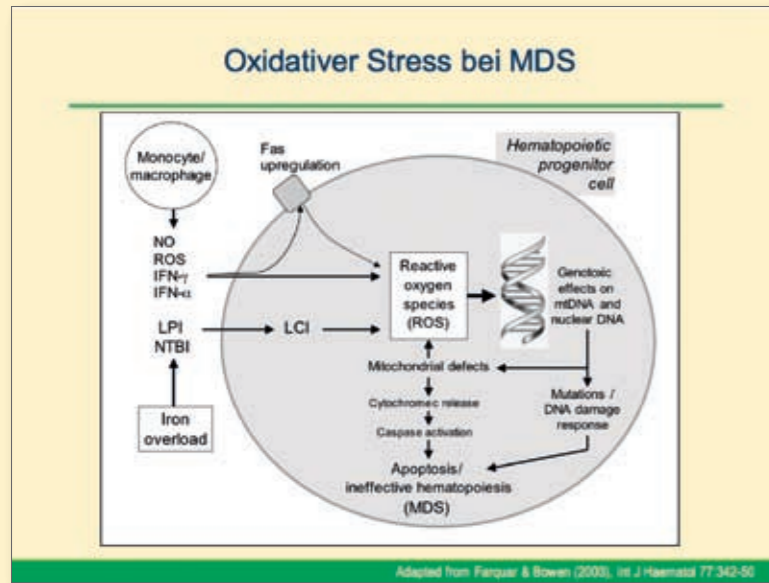 Oxidativer Stress bei MDS
Monocyte/
macrophage
Fas
upregulation
Hematopoietic
progenitor
cell
NO
ROS
IFN-γ
IFN-α
Reactive
oxygen
species
(ROS)
Genotoxic
effects on
mtDNA and
nuclear DNA
LPI
NTBI
LCI
Mitochondrial defects
Cytochromec release
Caspase activation
Mutations /
DNA damage
response
Iron
overload
Apoptosis/
ineffective hematopoiesis
(MDS)
Adapted from Farquar & Bowen (2003), Int J Haematol 77:342-50